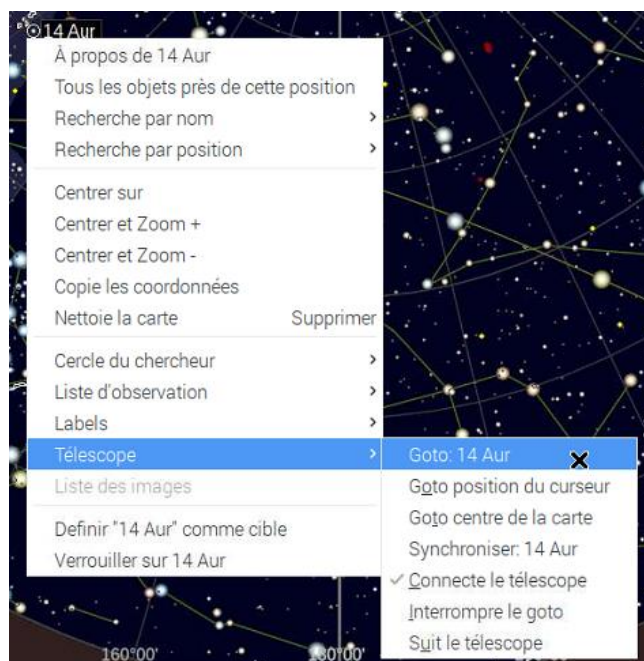 14 Aur
À propos de 14 Aur
Tous les objets près de cette position
Recherche par nom
Recherche par position
Centrer sur
Centrer et Zoom +
Centrer et Zoom -
Copie les coordonnées
Nettoie la carte Supprimer
Cercle du chercheur
Liste d'observation
Labels
Télescope
Liste des images
Definir "14 Aur" comme cible
Verrouiller sur 14 Aur
Goto: 14 Aur
Goto position du curseur
Goto centre de la carte
Synchroniser: 14 Aur
Connecte le télescope
Interrompre le goto
Suit le télescope
160°00'